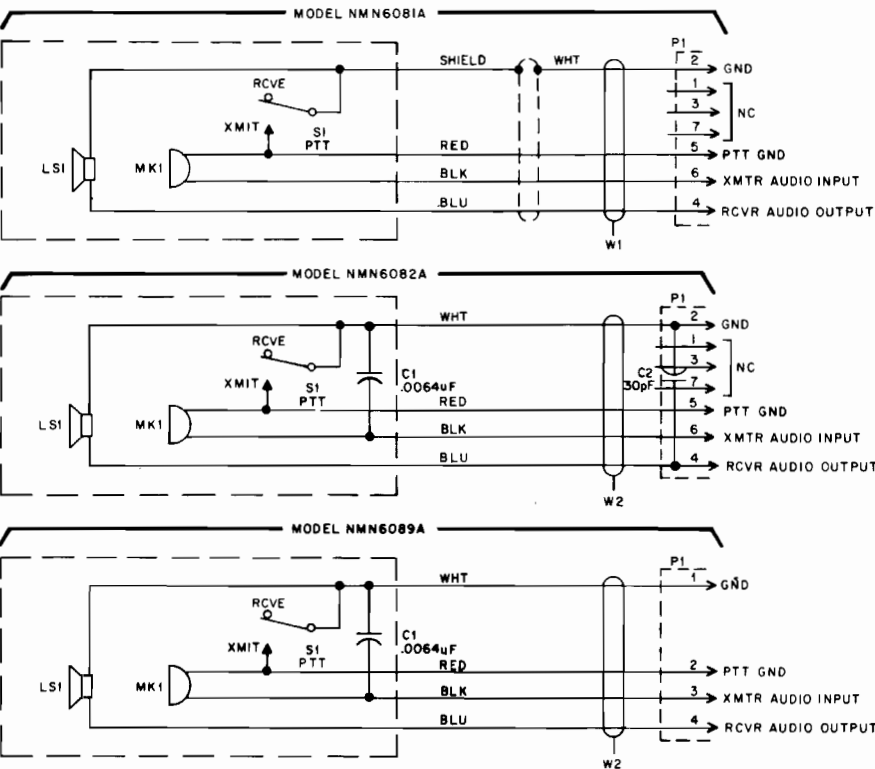 MODEL NMN6081A
P1
SHIELD WHT 2 GND
RCVE 1
3 NC
XMIT S1 7
PTT RED 5 PTT GND
LS1 MK1 BLK 6 XMTR AUDIO INPUT
BLU 4 RCVR AUDIO OUTPUT
W1
MODEL NMN6082A
P1
WHT 2 GND
RCVE 1
C1 C2 3 NC
XMIT S1 .0064uF 30pF 7
PTT RED 5 PTT GND
LS1 MK1 BLK 6 XMTR AUDIO INPUT
BLU 4 RCVR AUDIO OUTPUT
W2
MODEL NMN6089A
P1
WHT 1 GND
RCVE
C1
XMIT S1 .0064uF
PTT RED 2 PTT GND
LS1 MK1 BLK 3 XMTR AUDIO INPUT
BLU 4 RCVR AUDIO OUTPUT
W2